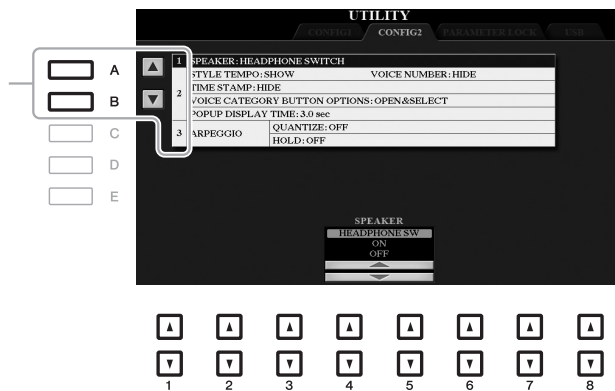 UTILITY
CONFIG1 CONFIG2 PARAMETER LOCK USB
A
B
C
D
E
1 SPEAKER: HEADPHONE SWITCH
2 STYLE TEMPO: SHOW VOICE NUMBER: HIDE
TIME STAMP: HIDE
VOICE CATEGORY BUTTON OPTIONS: OPEN&SELECT
POPUP DISPLAY TIME: 3.0 sec
3 ARPEGGIO QUANTIZE: OFF
HOLD: OFF
SPEAKER
HEADPHONE SW
ON
OFF
1 2 3 4 5 6 7 8